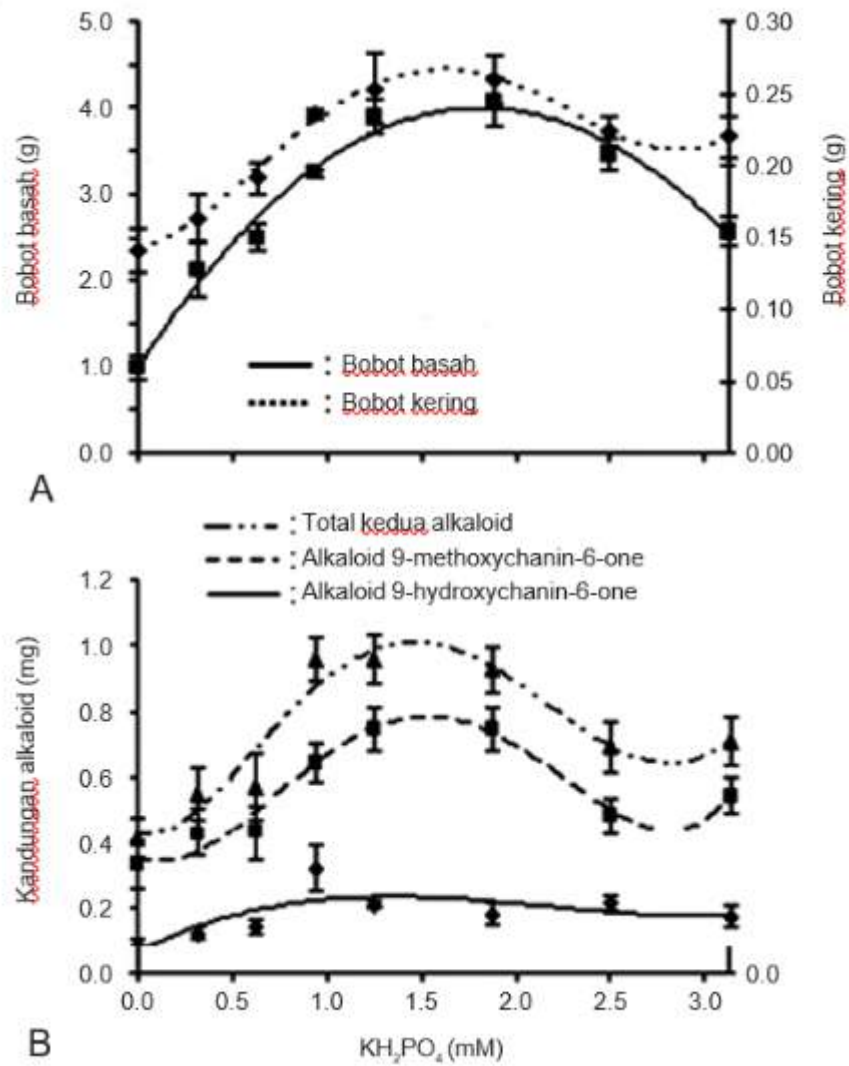 5.0
4.0
3.0
2.0
1.0
0.0
Bobot basah (g)
0.30
0.25
0.20
0.15
0.10
0.05
0.00
Bobot kering (g)
: Bobot basah
: Bobot kering
A
: Total kedua alkaloid
: Alkaloid 9-methoxychanin-6-one
: Alkaloid 9-hydroxychanin-6-one
1.2
1.0
0.8
0.6
0.4
0.2
0.0
Kandungan alkaloid (mg)
0.0
0.0 0.5 1.0 1.5 2.0 2.5 3.0
B
KH₂PO₄ (mM)